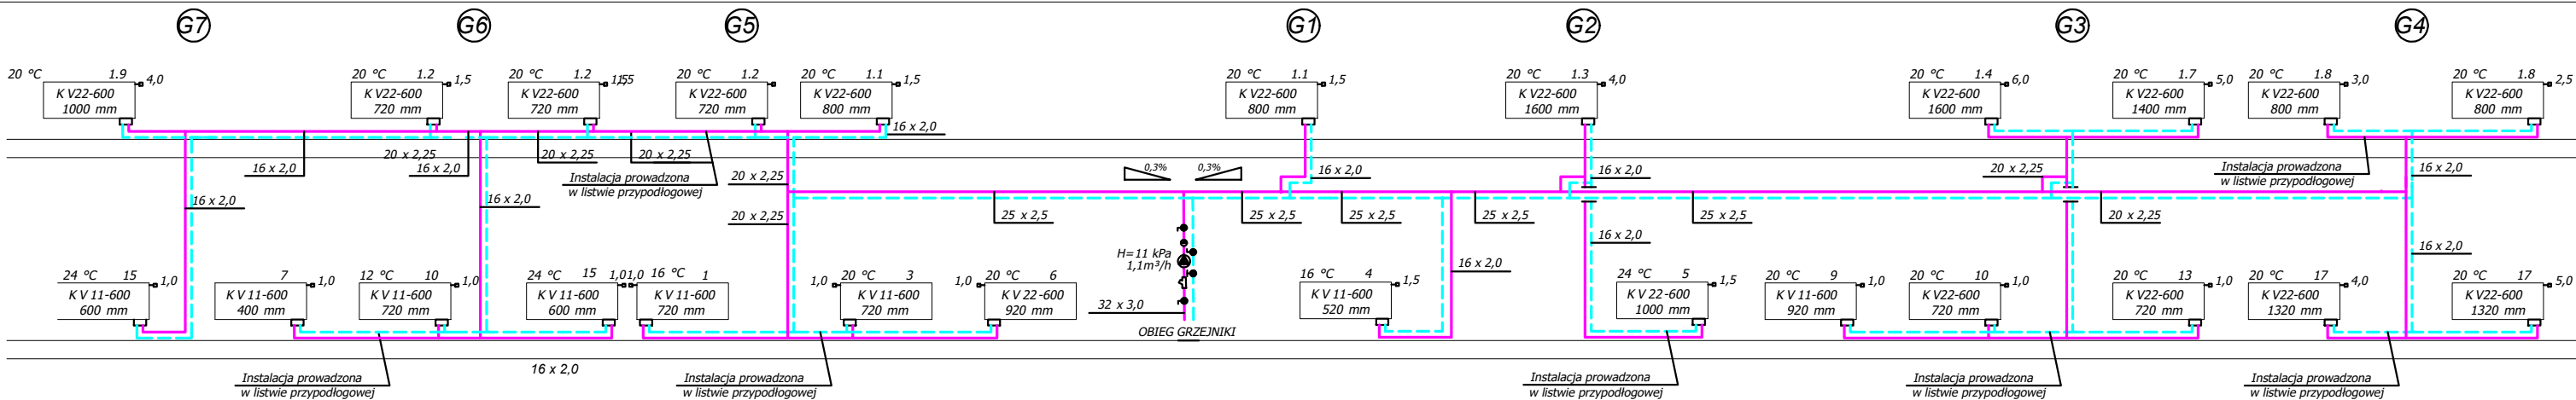 G7
G6
G5
G1
G2
G3
G4
20 °C 1.9
4,0
K V22-600
1000 mm
20 °C 1.2
1,5
K V22-600
720 mm
20 °C 1.2
K V22-600
720 mm
20 °C 1.2
K V22-600
720 mm
20 °C 1.1
1,5
K V22-600
800 mm
20 °C 1.1
1,5
K V22-600
800 mm
20 °C 1.3
4,0
K V22-600
1600 mm
20 °C 1.4
6,0
K V22-600
1600 mm
20 °C 1.7
5,0
K V22-600
1400 mm
20 °C 1.8
3,0
K V22-600
800 mm
20 °C 1.8
2,5
K V22-600
800 mm
16 x 2,0
16 x 2,0
20 x 2,25
16 x 2,0
20 x 2,25
20 x 2,25
Instalacja prowadzona
w listwie przypodłogowej
20 x 2,25
0,3%
0,3%
16 x 2,0
16 x 2,0
20 x 2,25
Instalacja prowadzona
w listwie przypodłogowej
16 x 2,0
16 x 2,0
16 x 2,0
20 x 2,25
25 x 2,5
25 x 2,5
25 x 2,5
25 x 2,5
25 x 2,5
20 x 2,25
16 x 2,0
16 x 2,0
16 x 2,0
H=11 kPa
1,1m³/h
32 x 3,0
OBIEG GRZEJNIKI
24 °C 15
1,0
K V 11-600
600 mm
7
1,0
K V 11-600
400 mm
12 °C 10
1,0
K V 11-600
720 mm
24 °C 15
1,0
K V 11-600
600 mm
1,0
16 °C 1
K V 11-600
720 mm
1,0
20 °C 3
K V 11-600
720 mm
1,0
20 °C 6
K V 22-600
920 mm
16 °C 4
1,5
K V 11-600
520 mm
24 °C 5
1,5
K V 22-600
1000 mm
20 °C 9
1,0
K V 11-600
920 mm
20 °C 10
1,0
K V22-600
720 mm
20 °C 13
1,0
K V22-600
720 mm
20 °C 17
4,0
K V22-600
1320 mm
20 °C 17
5,0
K V22-600
1320 mm
16 x 2,0
Instalacja prowadzona
w listwie przypodłogowej
Instalacja prowadzona
w listwie przypodłogowej
Instalacja prowadzona
w listwie przypodłogowej
Instalacja prowadzona
w listwie przypodłogowej
Instalacja prowadzona
w listwie przypodłogowej